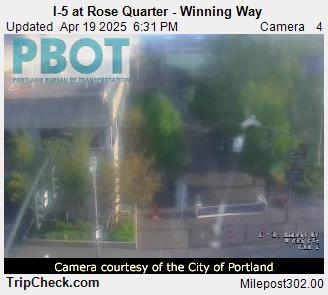 I-5 at Rose Quarter - Winning Way
Updated Apr 19 2025 6:31 PM Camera 4
PBOT
PORTLAND BUREAU OF TRANSPORTATION
Camera courtesy of the City of Portland
TripCheck.com Milepost302.00